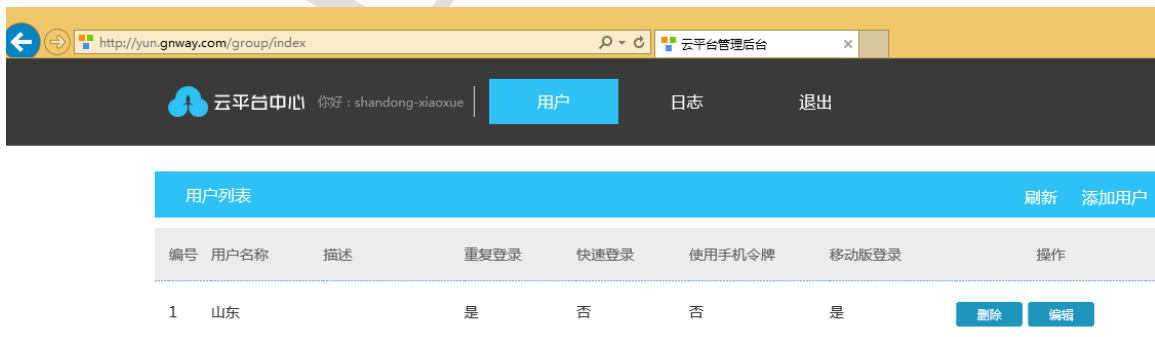 http://yun.gnway.com/group/index 云平台管理后台
云平台中心 你好：shandong-xiaoxue 用户 日志 退出
用户列表 刷新 添加用户
编号 用户名称 描述 重复登录 快速登录 使用手机令牌 移动版登录 操作
1 山东 是 否 否 是 删除 编辑